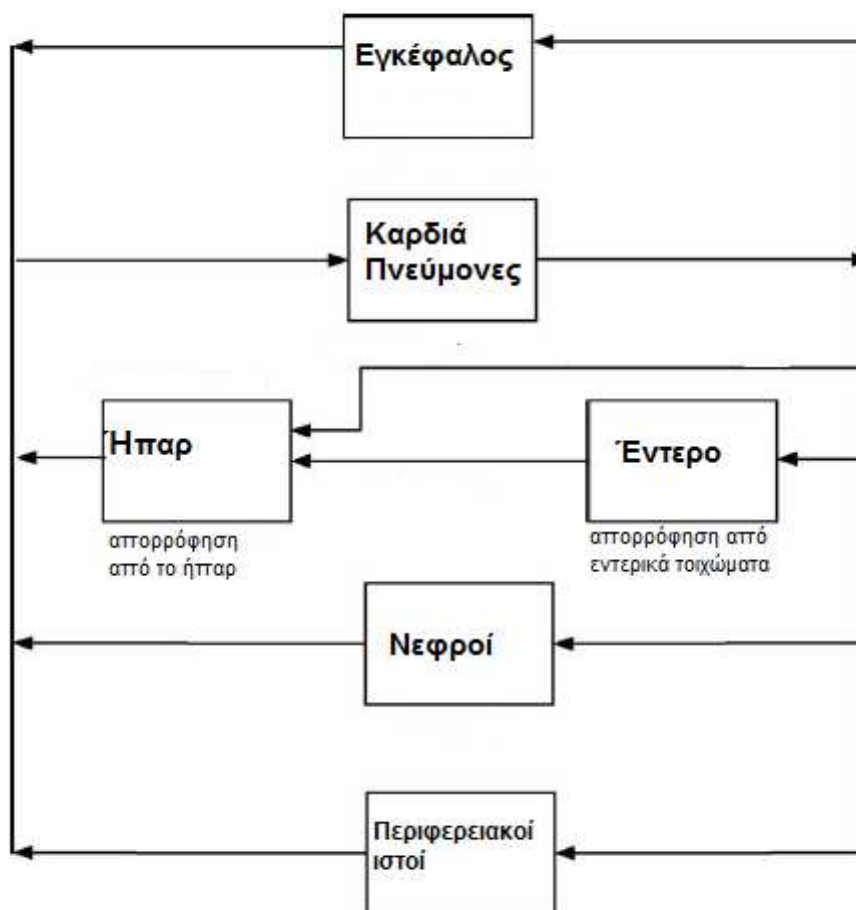 Εγκέφαλος
Καρδιά
Πνεύμονες
Ήπαρ
Έντερο
απορρόφηση
από το ήπαρ
απορρόφηση από
εντερικά τοιχώματα
Νεφροί
Περιφερειακοί
ιστοί